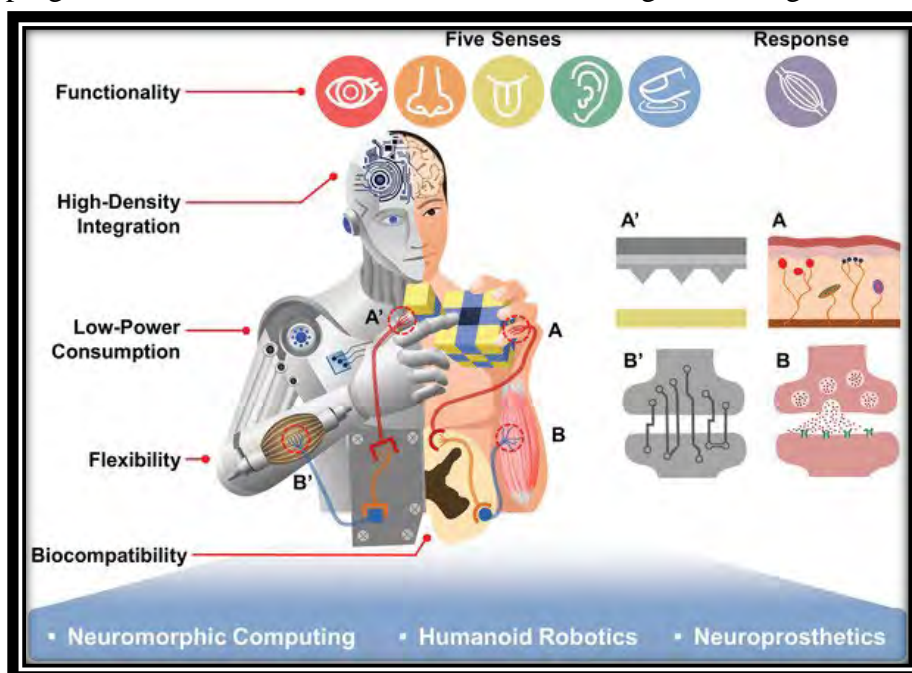 Five Senses
Response
Functionality
High-Density
Integration
A'
A
Low-Power
Consumption
A'
A
B'
B
B
Flexibility
B'
Biocompatibility
▪ Neuromorphic Computing ▪ Humanoid Robotics ▪ Neuroprosthetics